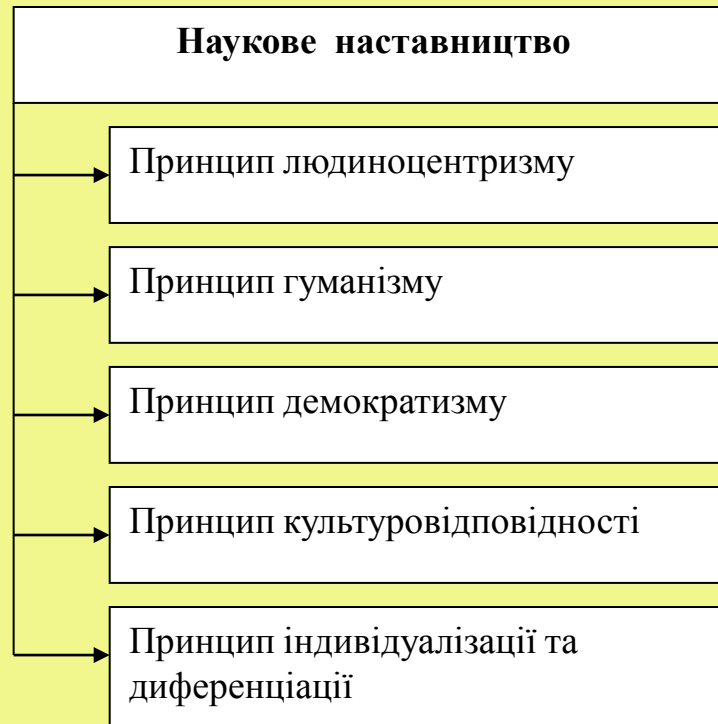 Наукове наставництво
Принцип людиноцентризму
Принцип гуманізму
Принцип демократизму
Принцип культуровідповідності
Принцип індивідуалізації та
диференціації